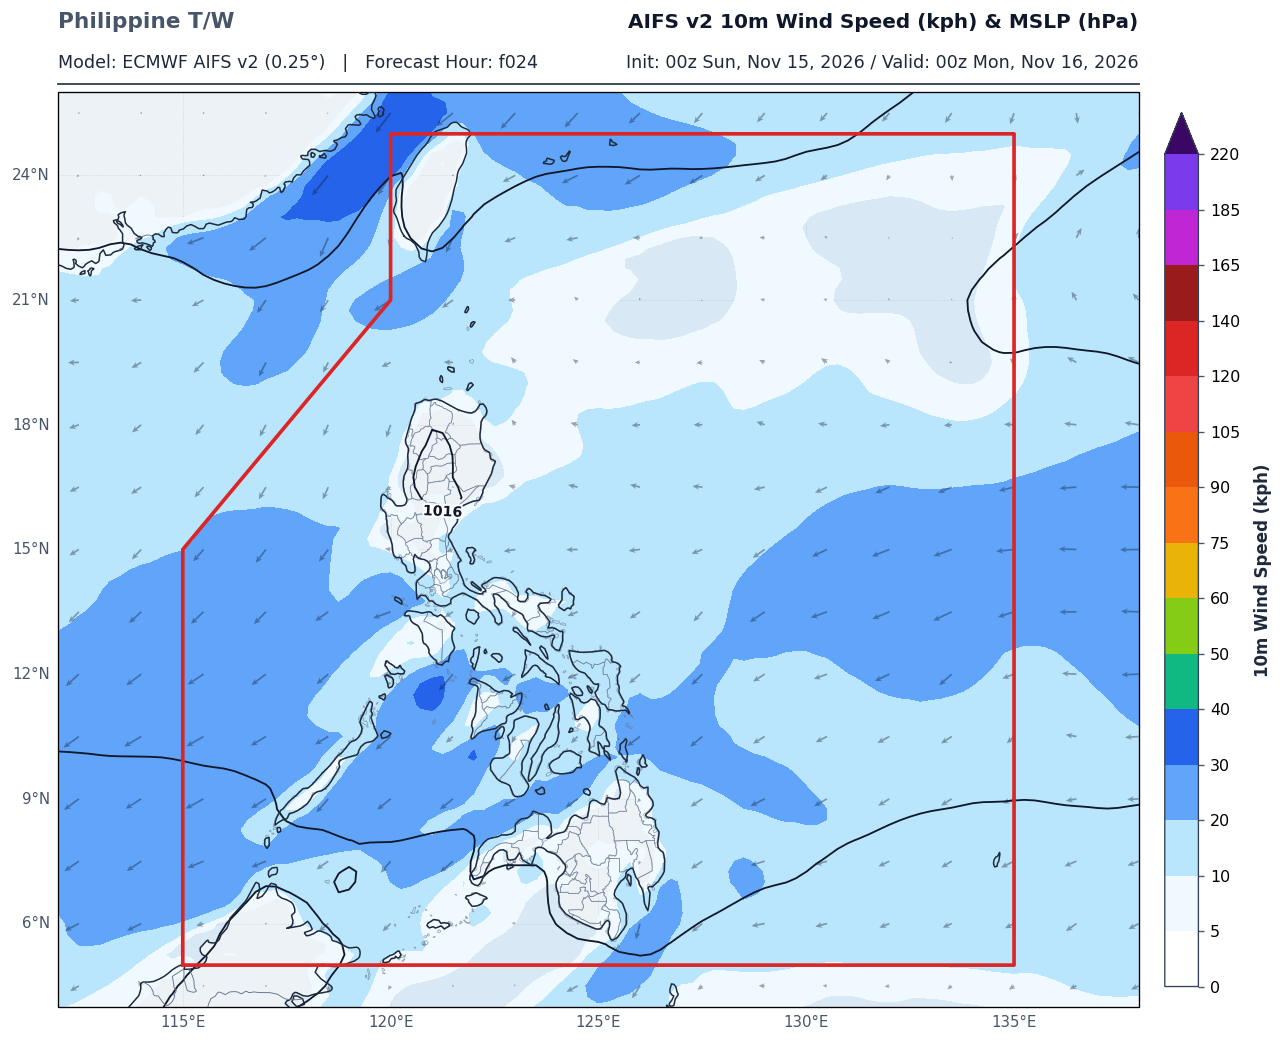 Philippine T/W
AIFS v2 10m Wind Speed (kph) & MSLP (hPa)
Model: ECMWF AIFS v2 (0.25°) | Forecast Hour: f024
Init: 00z Sun, Nov 15, 2026 / Valid: 00z Mon, Nov 16, 2026
24°N
21°N
18°N
15°N
12°N
9°N
6°N
1016
115°E
120°E
125°E
130°E
135°E
220
185
165
140
120
105
90
75
60
50
40
30
20
10
5
0
10m Wind Speed (kph)